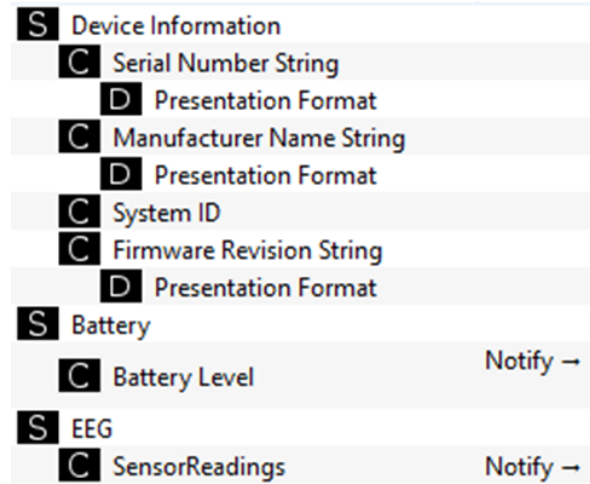 S Device Information
C Serial Number String
D Presentation Format
C Manufacturer Name String
D Presentation Format
C System ID
C Firmware Revision String
D Presentation Format
S Battery
C Battery Level Notify →
S EEG
C SensorReadings Notify →